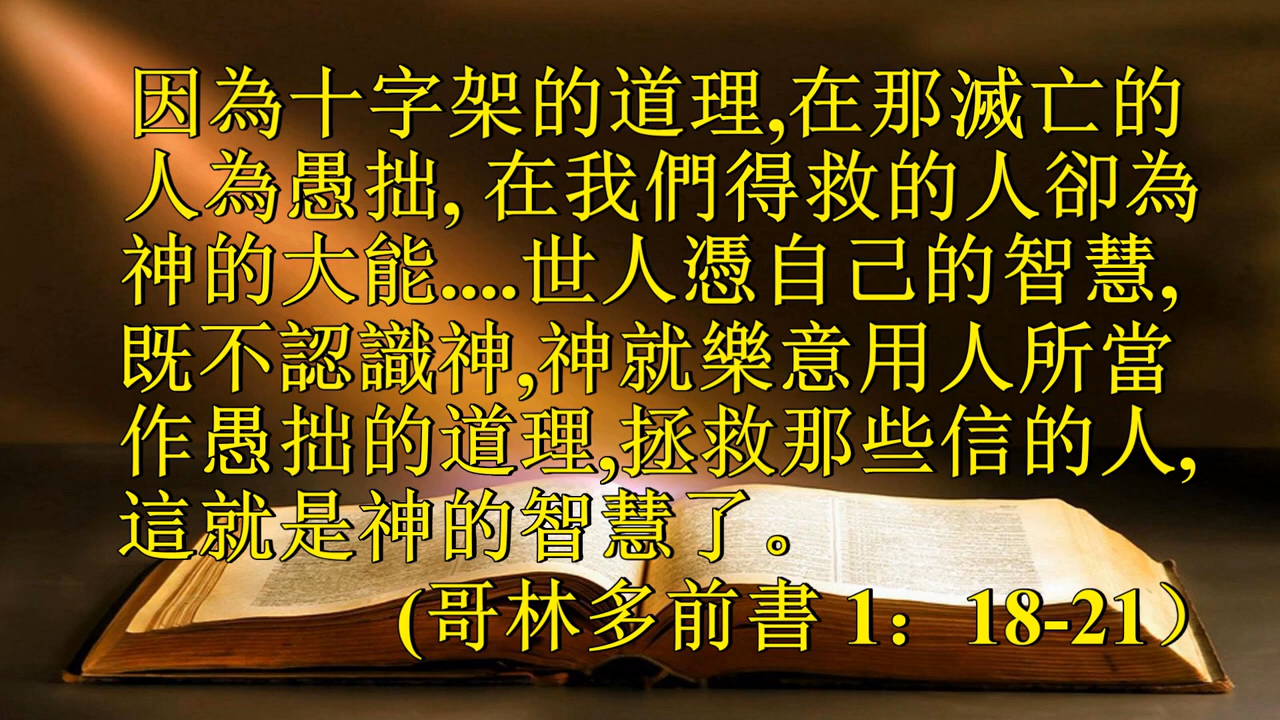 因為十字架的道理,在那滅亡的
人為愚拙, 在我們得救的人卻為
神的大能....世人憑自己的智慧,
既不認識神,神就樂意用人所當
作愚拙的道理,拯救那些信的人,
這就是神的智慧了。
(哥林多前書 1：18-21）